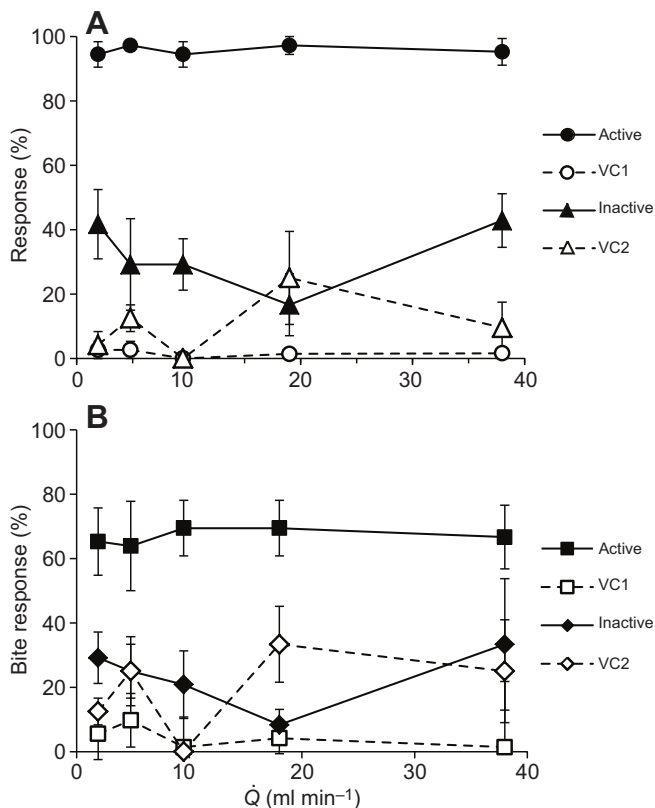 A
100
80
60
40
20
0
Response (%)
0
10
20
30
40
Active
VC1
Inactive
VC2
B
100
80
60
40
20
0
Bite response (%)
0
10
20
30
40
Q̇ (ml min⁻¹)
Active
VC1
Inactive
VC2